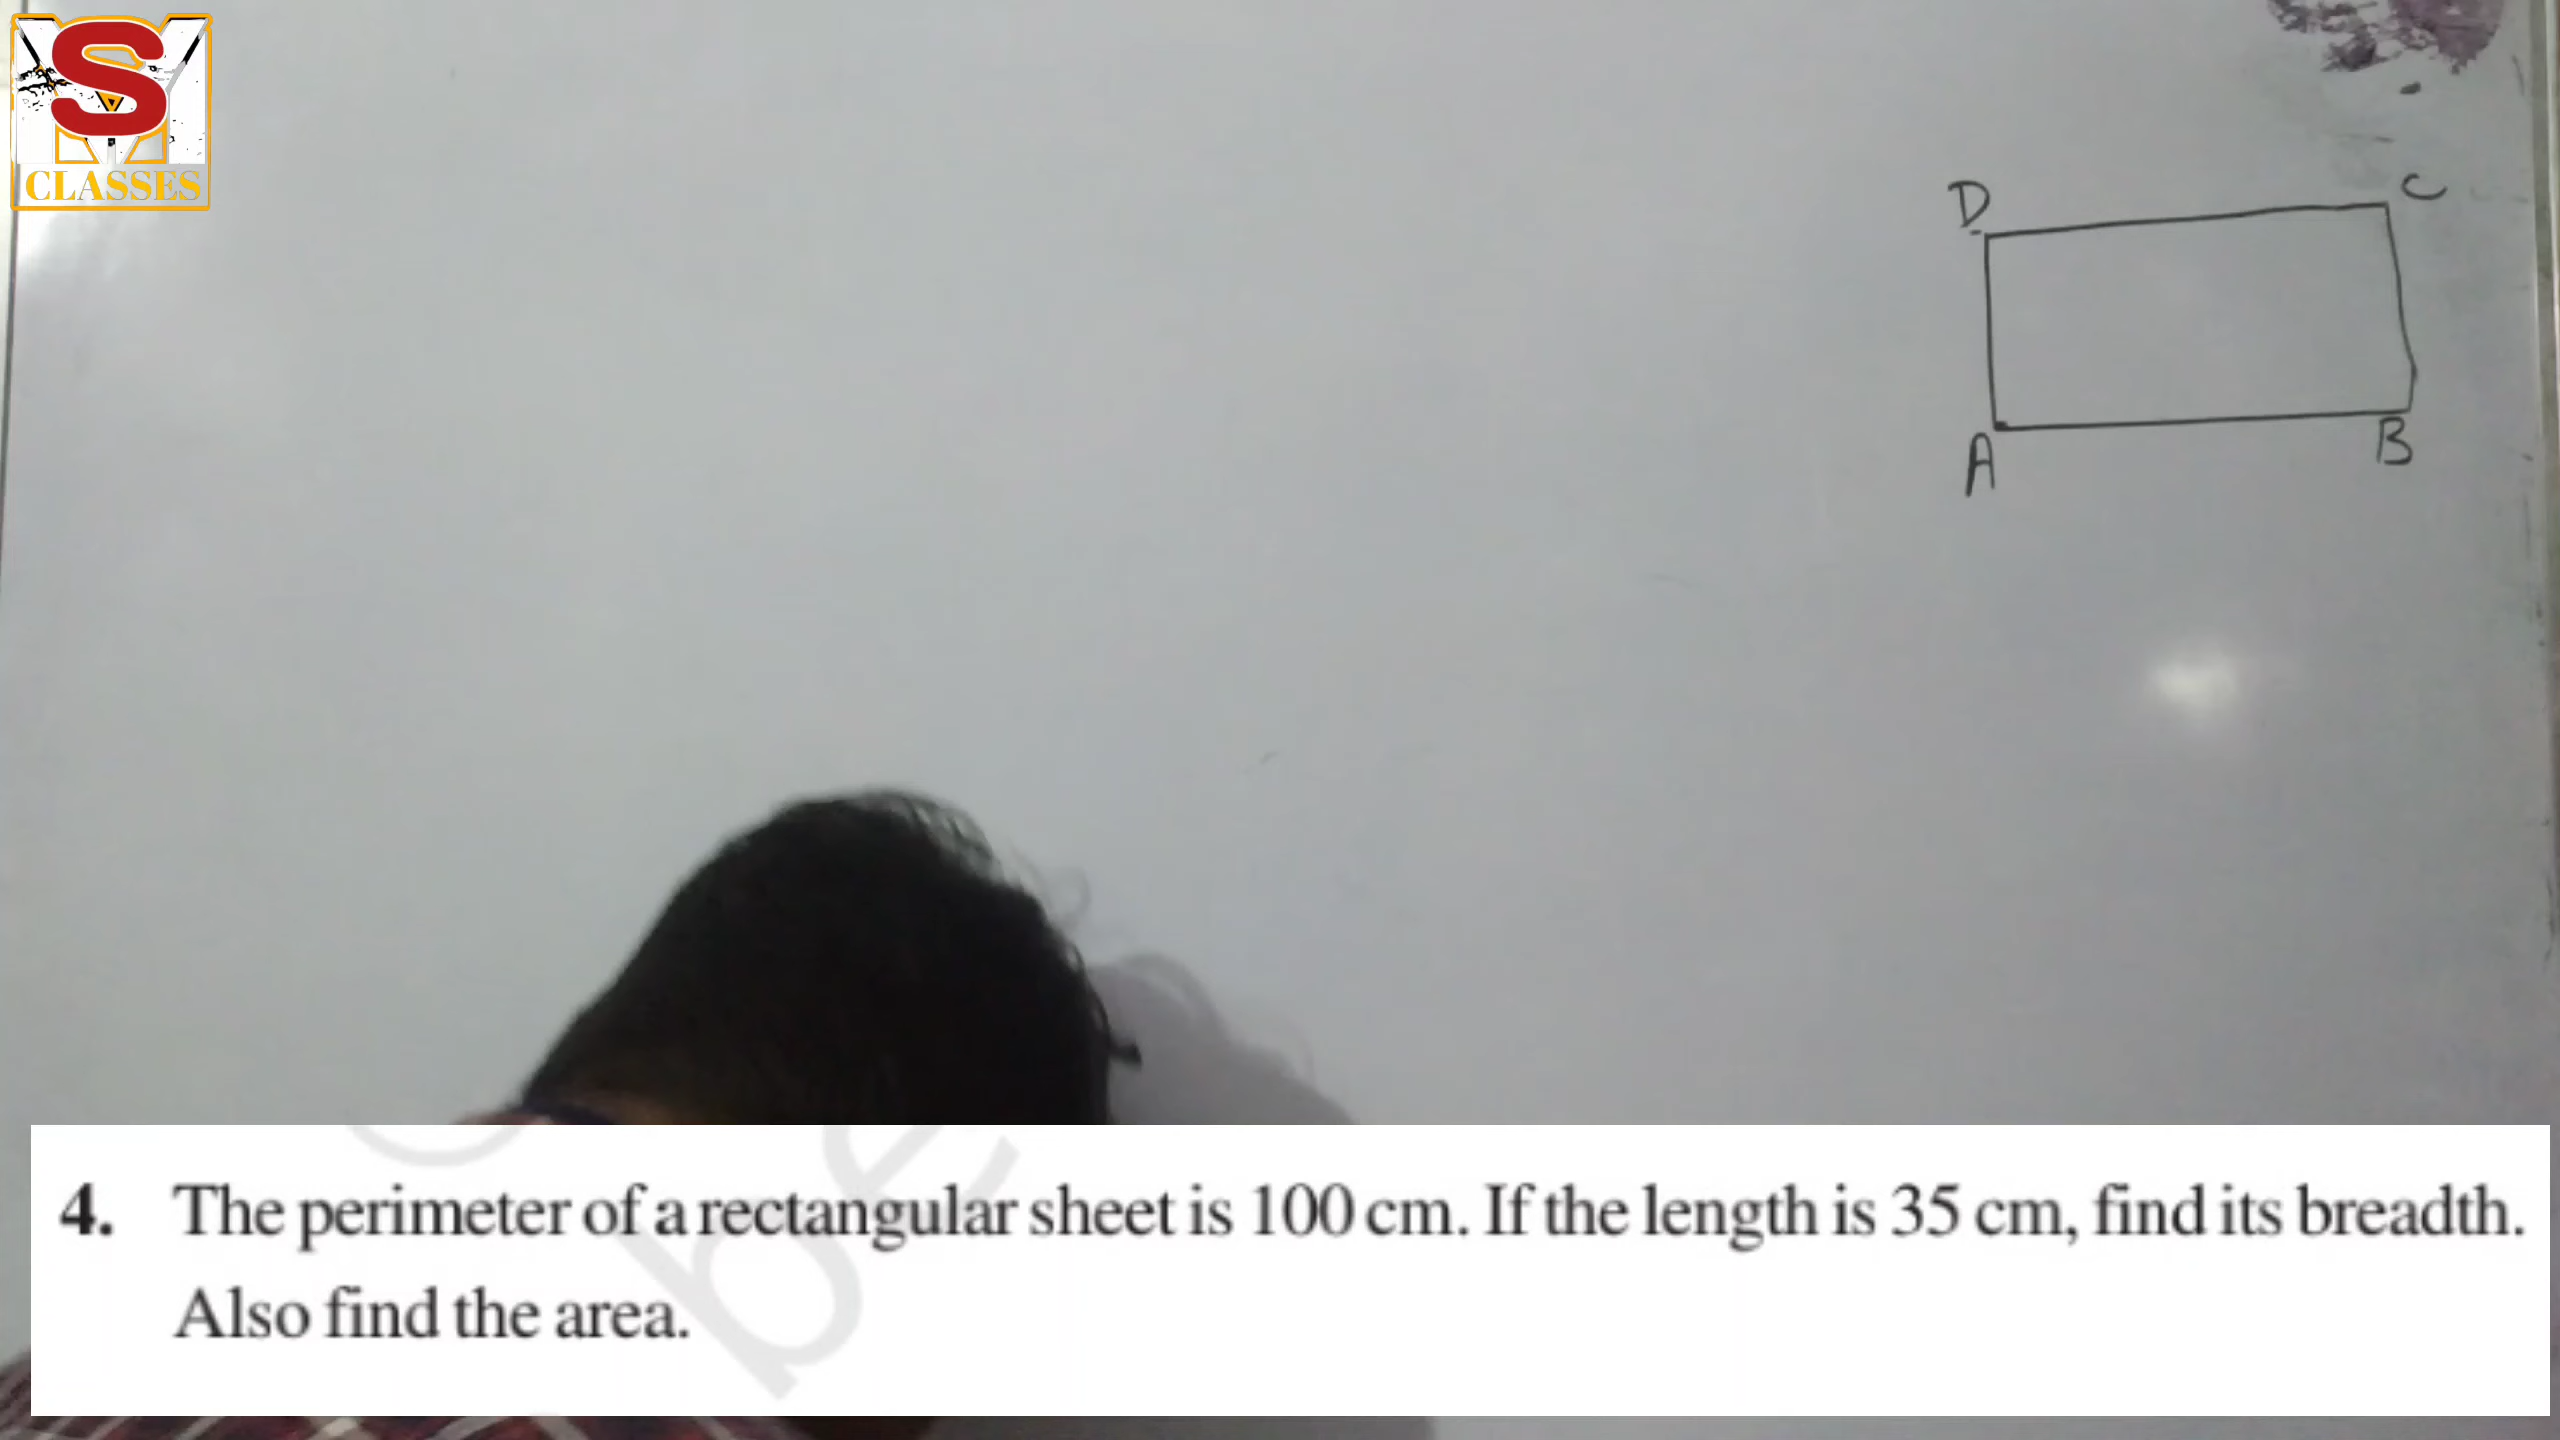 S
CLASSES
D
C
A
B
4. The perimeter of a rectangular sheet is 100 cm. If the length is 35 cm, find its breadth.
Also find the area.
be